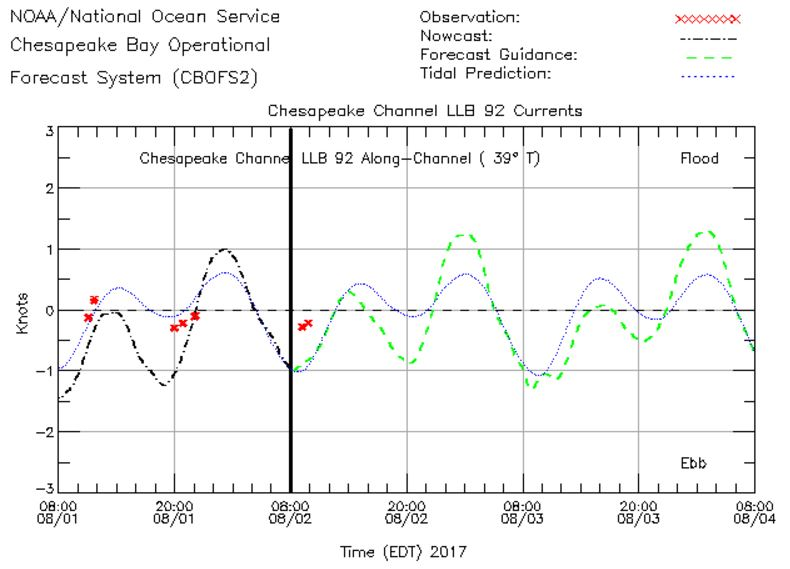 NOAA/National Ocean Service
Chesapeake Bay Operational
Forecast System (CBOFS2)
Observation:
Nowcast:
Forecast Guidance:
Tidal Prediction:
Chesapeake Channel LLB 92 Currents
Chesapeake Channel LLB 92 Along-Channel ( 39° T)
Flood
3
2
1
0
-1
-2
-3
Knots
Ebb
08:00 20:00 08:00 20:00 08:00 20:00 08:00
08/01 08/01 08/02 08/02 08/03 08/03 08/04
Time (EDT) 2017